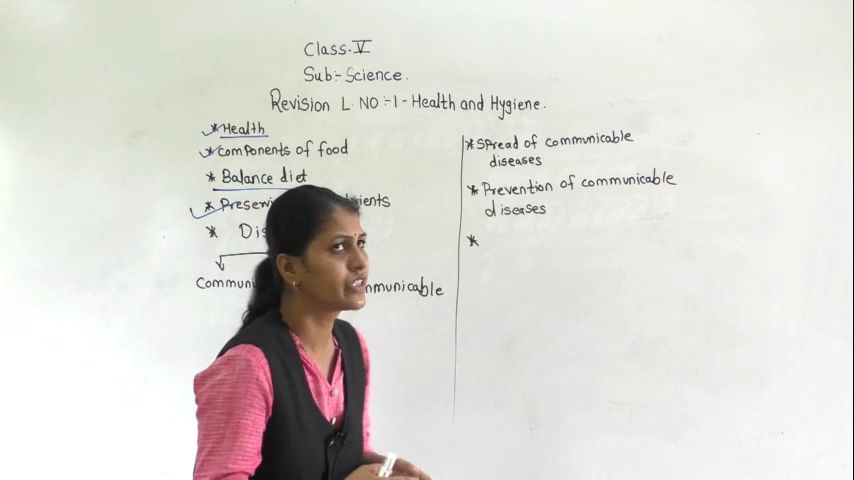 Class-V
Sub:- Science.
Revision L. NO:-1- Health and Hygiene.
* Health
* Components of food
* Balance diet
*
* 
* Spread of communicable
diseases
* Prevention of communicable
diseases
*